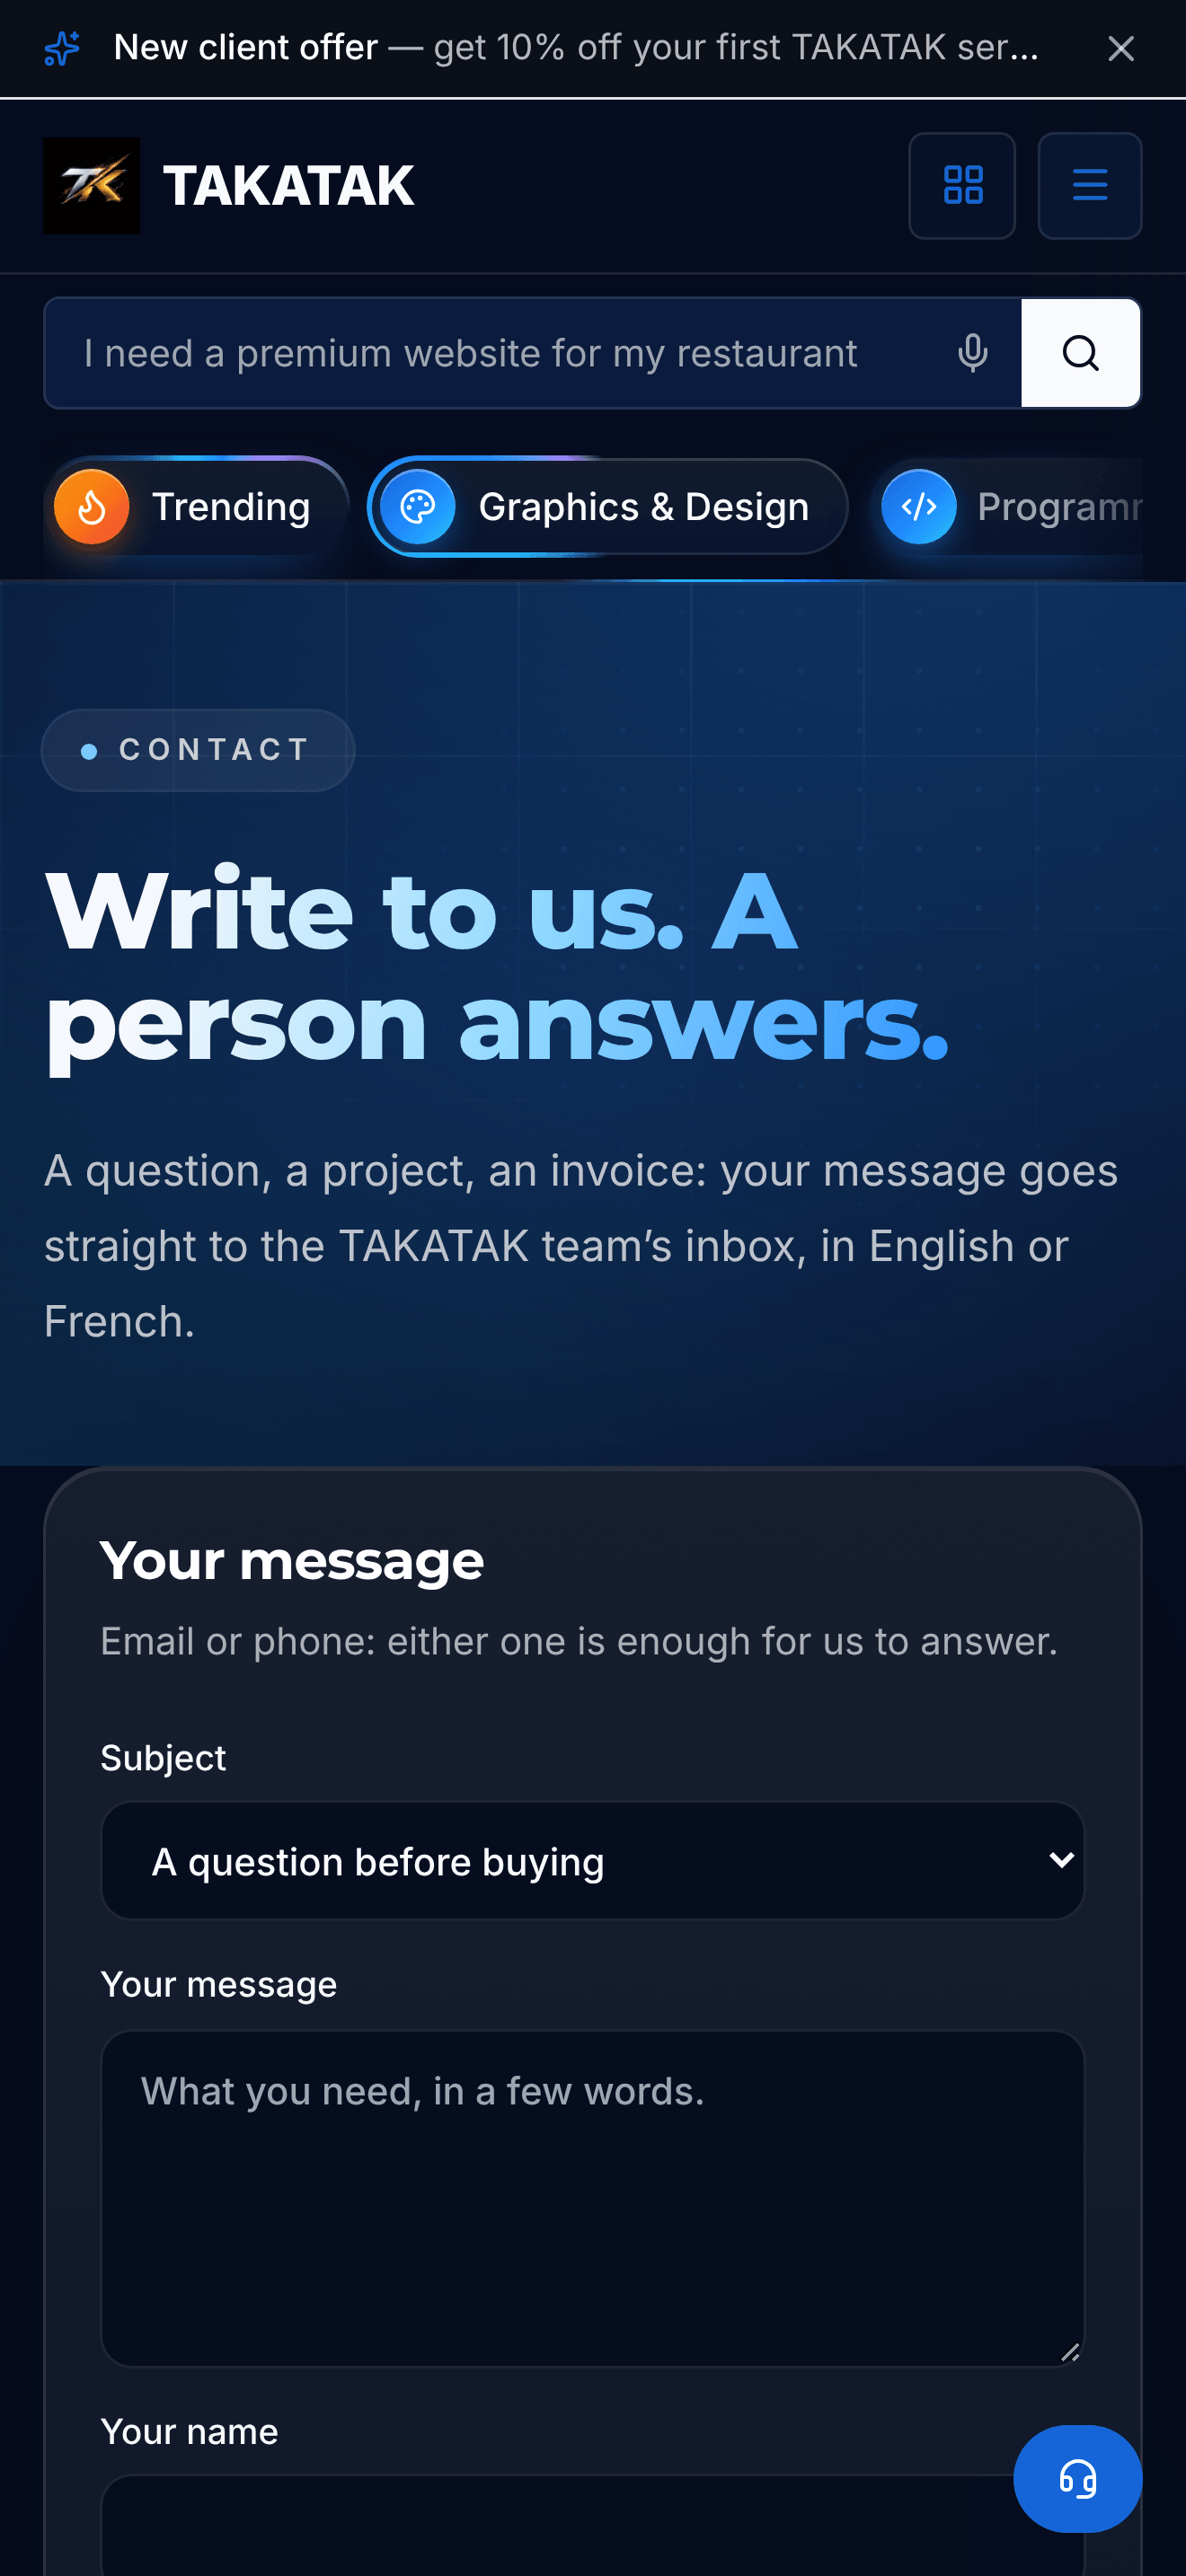 New client offer — get 10% off your first TAKATAK ser...
TK TAKATAK
I need a premium website for my restaurant
Trending
Graphics & Design
Programm
CONTACT
Write to us. A
person answers.
A question, a project, an invoice: your message goes
straight to the TAKATAK team’s inbox, in English or
French.
Your message
Email or phone: either one is enough for us to answer.
Subject
A question before buying
Your message
What you need, in a few words.
Your name